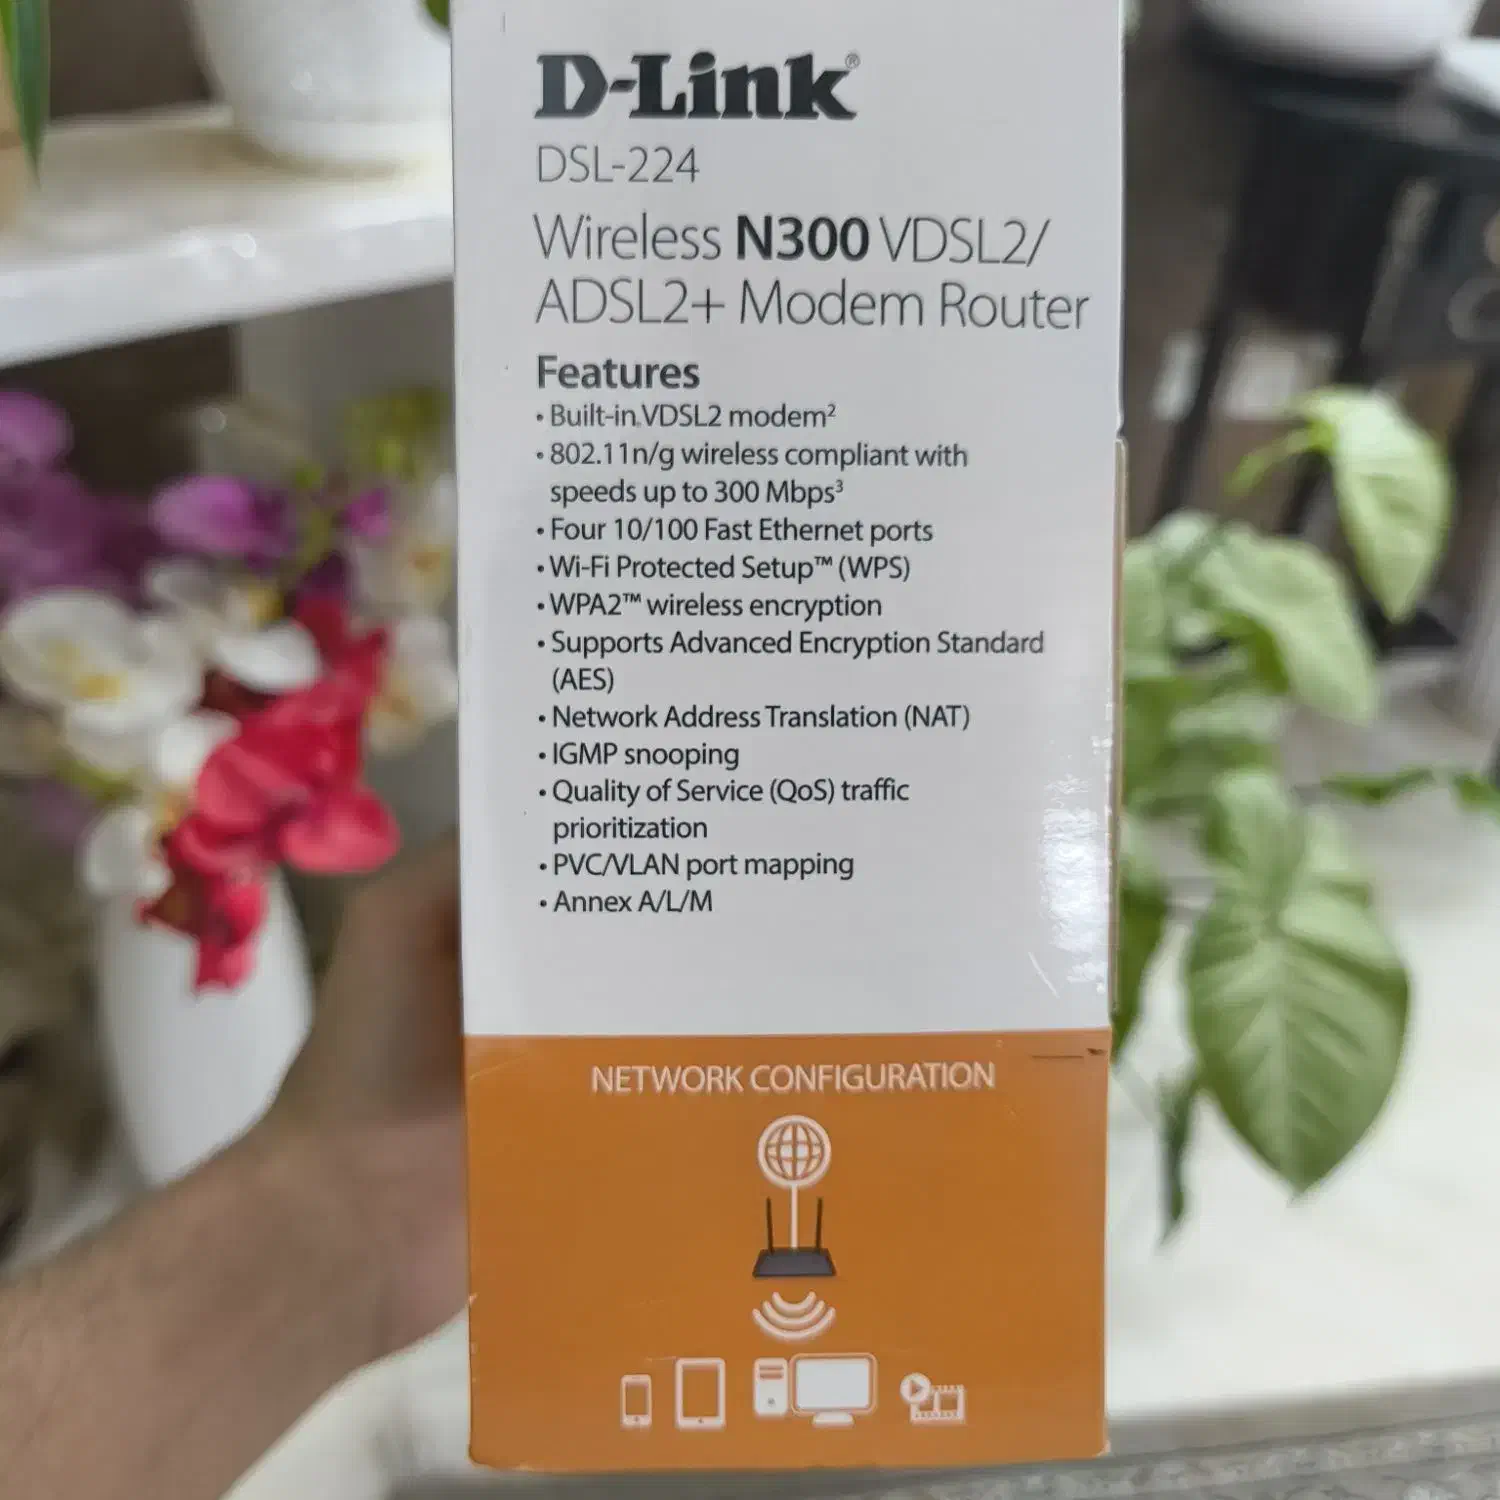 D-Link®
DSL-224
Wireless N300 VDSL2/
ADSL2+ Modem Router
Features
• Built-in VDSL2 modem²
• 802.11n/g wireless compliant with
speeds up to 300 Mbps³
• Four 10/100 Fast Ethernet ports
• Wi-Fi Protected Setup™ (WPS)
• WPA2™ wireless encryption
• Supports Advanced Encryption Standard
(AES)
• Network Address Translation (NAT)
• IGMP snooping
• Quality of Service (QoS) traffic
prioritization
• PVC/VLAN port mapping
• Annex A/L/M
NETWORK CONFIGURATION